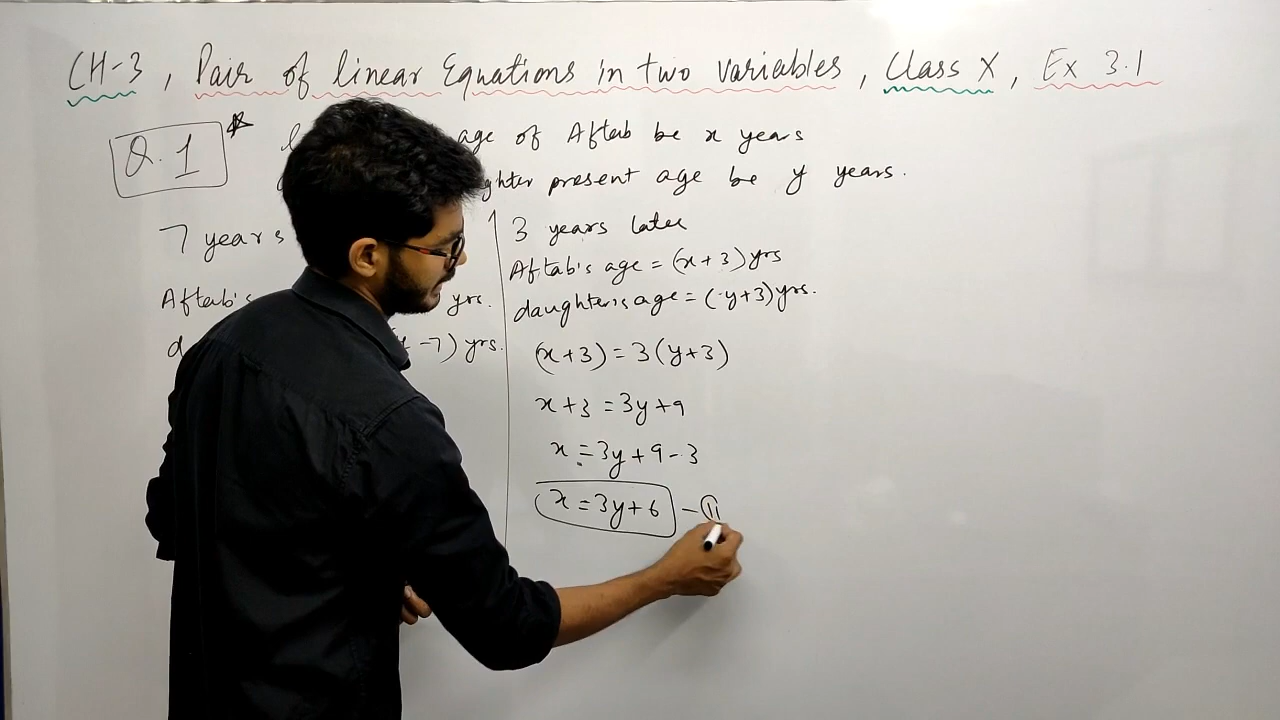 CH-3, Pair of linear Equations in two variables, Class X, Ex 3.1
Q.1
age of Aftab be x years
present age be y years.
7 years
Aftab's yrs.
-7) yrs.
3 years later
Aftab's age = (x+3) yrs
daughter's age = (y+3) yrs.
(x+3) = 3(y+3)
x+3 = 3y+9
x = 3y+9-3
x = 3y+6 - (ii)